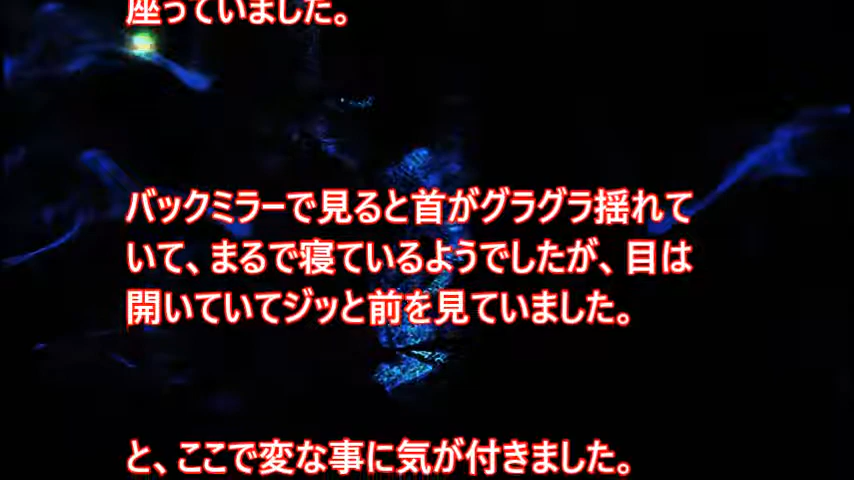 座っていました。
バックミラーで見ると首がグラグラ揺れて
いて、まるで寝ているようでしたが、目は
開いていてジッと前を見ていました。
と、ここで変な事に気が付きました。